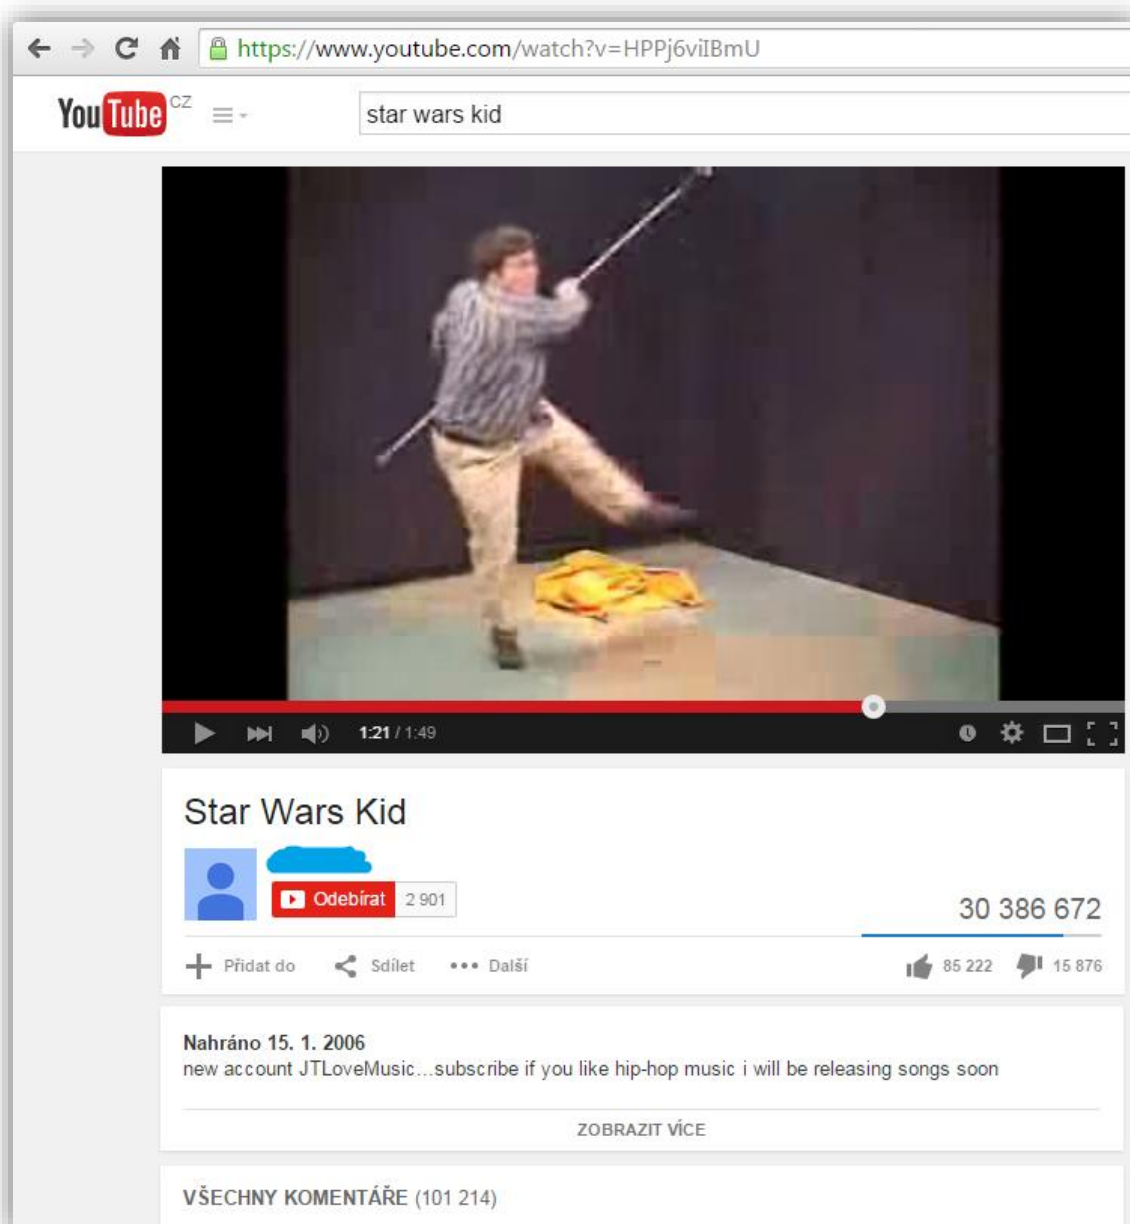 https://www.youtube.com/watch?v=HPPj6viIBmU
YouTube CZ
star wars kid
1:21 / 1:49
Star Wars Kid
Odebírat 2 901
30 386 672
Přidat do Sdílet Další
85 222 15 876
Nahráno 15. 1. 2006
new account JTLoveMusic...subscribe if you like hip-hop music i will be releasing songs soon
ZOBRAZIT VÍCE
VŠECHNY KOMENTÁŘE (101 214)